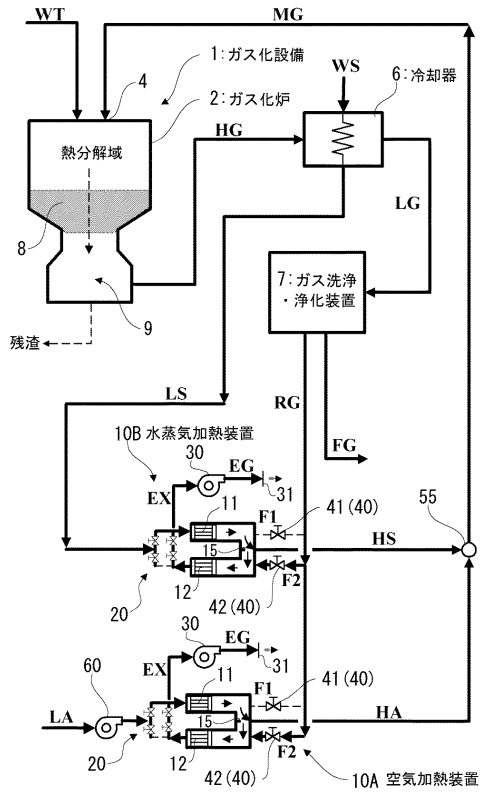 WT
MG
1:ガス化設備
4
2:ガス化炉
WS
6:冷却器
HG
熱分解域
LG
8
7:ガス洗浄
・浄化装置
9
残渣
LS
RG
FG
10B 水蒸気加熱装置
30
EG
EX
31
11
F1
41(40)
55
15
HS
12
F2
20
42(40)
30
EG
EX
31
60
11
F1
41(40)
LA
15
HA
20
12
F2
42(40)
10A 空気加熱装置